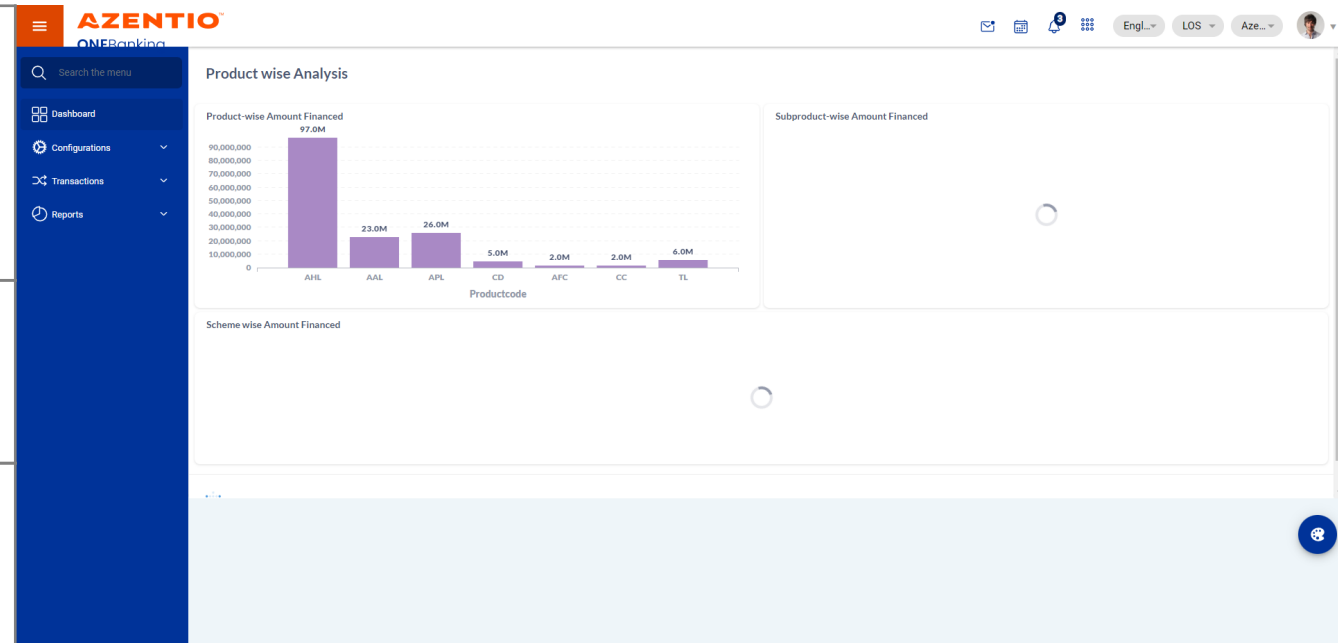 AZENTIO™
ONEBanking
3
Engl...
LOS
Aze...
Search the menu
Dashboard
Configurations
Transactions
Reports
Product wise Analysis
Product-wise Amount Financed
97.0M
90,000,000
80,000,000
70,000,000
60,000,000
50,000,000
40,000,000
30,000,000
20,000,000
10,000,000
0
23.0M
26.0M
5.0M
2.0M
2.0M
6.0M
AHL AAL APL CD AFC CC TL
Productcode
Subproduct-wise Amount Financed
Scheme wise Amount Financed